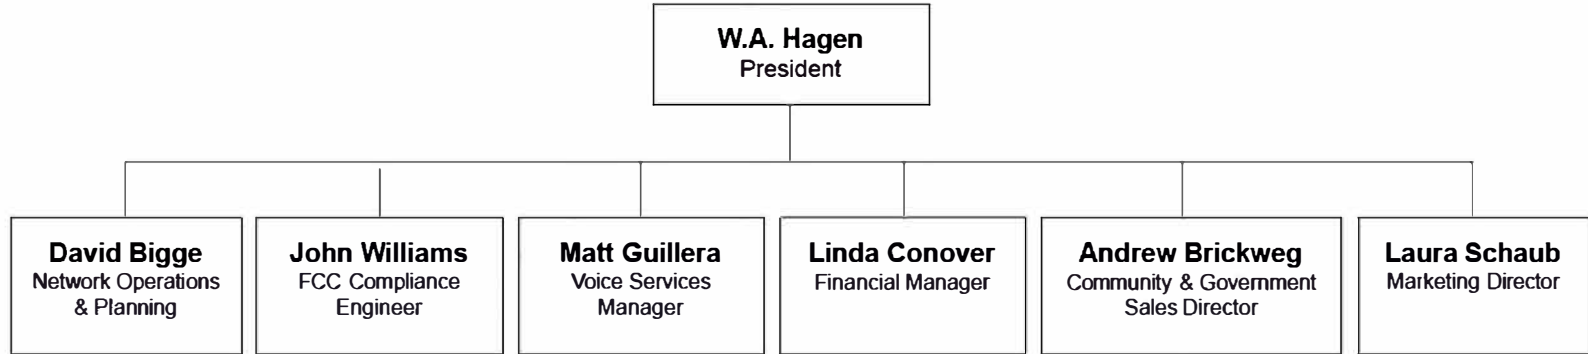 W.A. Hagen
President
David Bigge
Network Operations
& Planning
John Williams
FCC Compliance
Engineer
Matt Guillera
Voice Services
Manager
Linda Conover
Financial Manager
Andrew Brickweg
Community & Government
Sales Director
Laura Schaub
Marketing Director